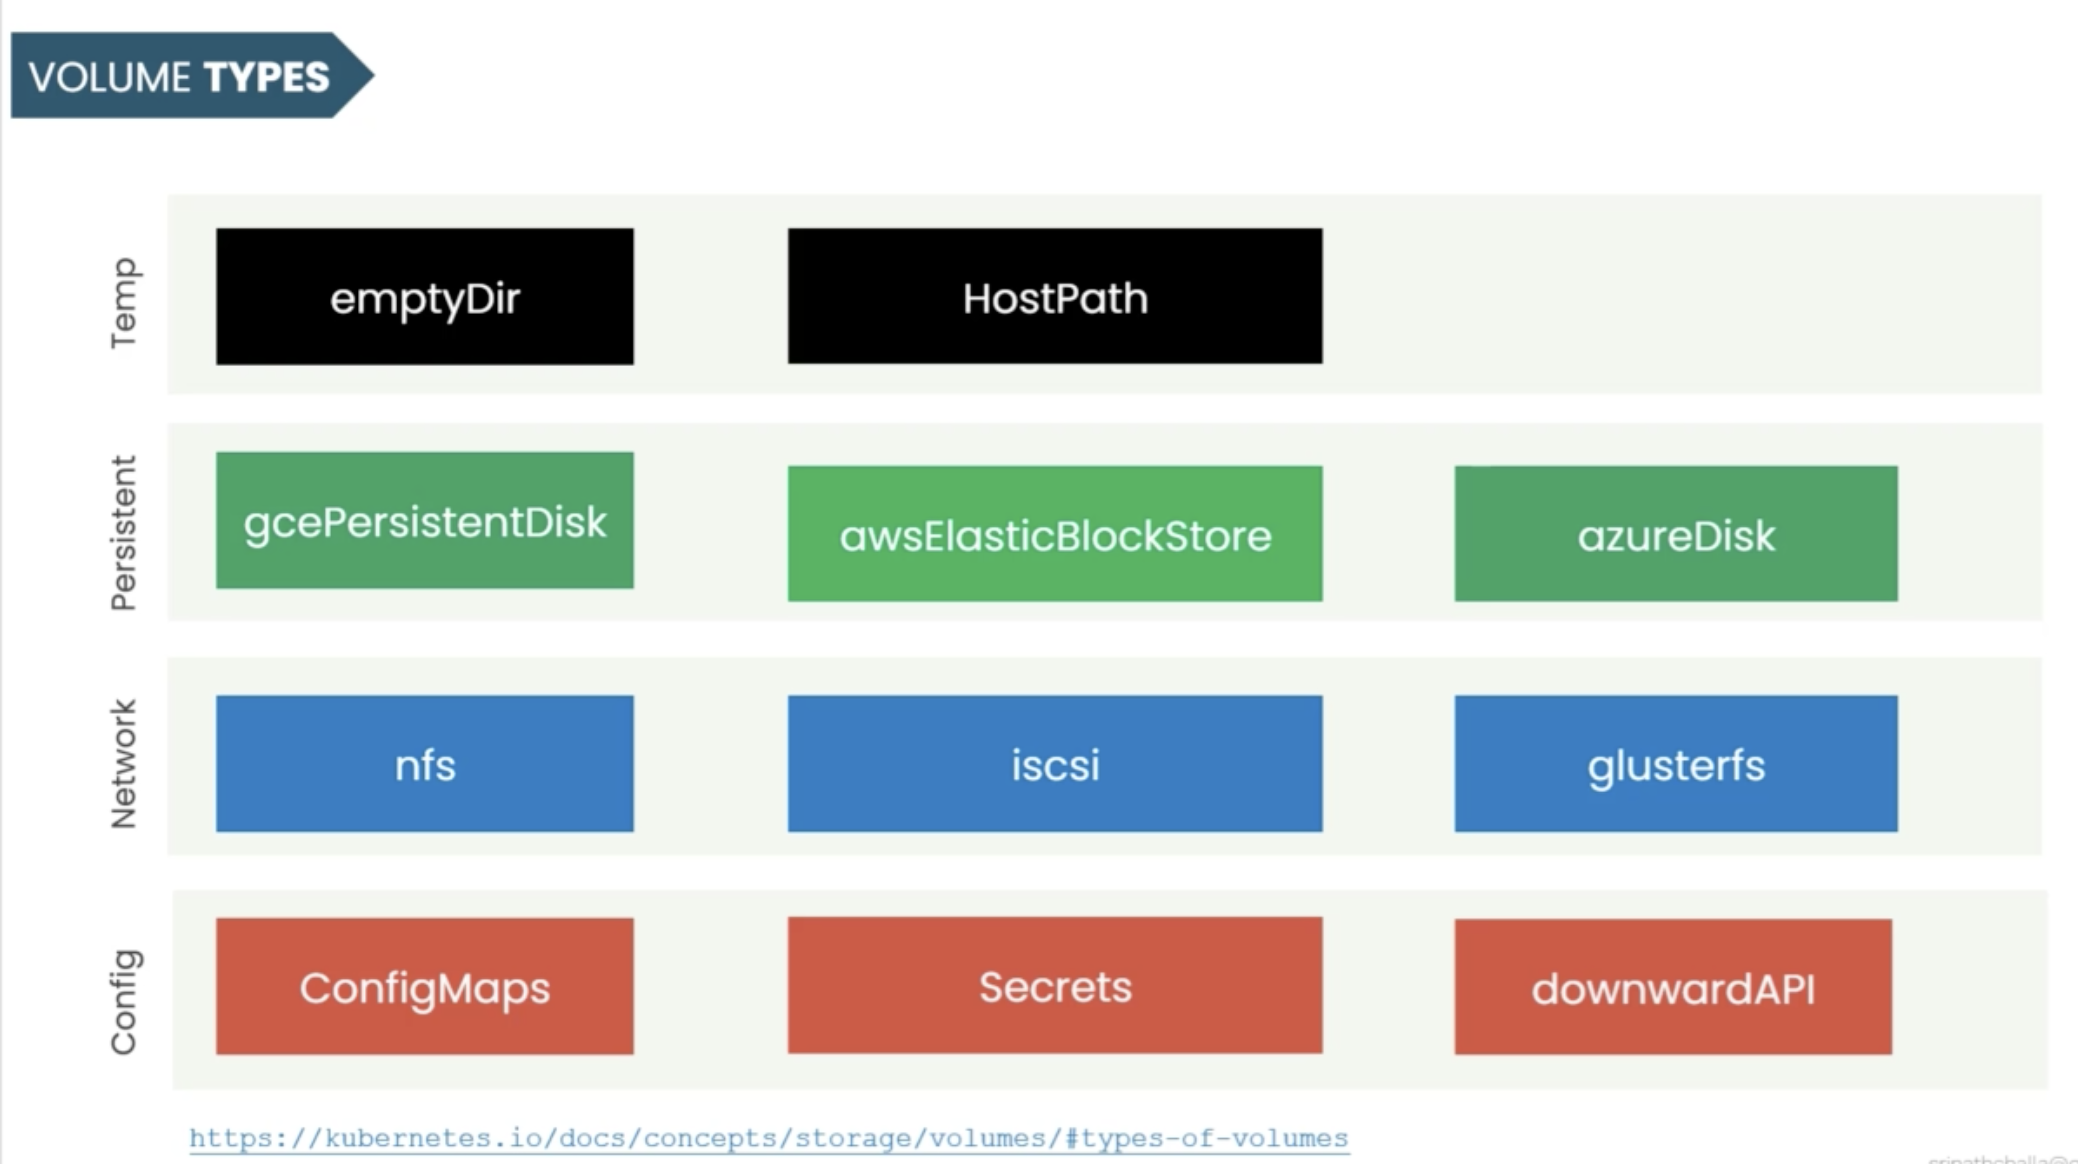 VOLUME TYPES
Temp
emptyDir
HostPath
Persistent
gcePersistentDisk
awsElasticBlockStore
azureDisk
Network
nfs
iscsi
glusterfs
Config
ConfigMaps
Secrets
downwardAPI
https://kubernetes.io/docs/concepts/storage/volumes/#types-of-volumes